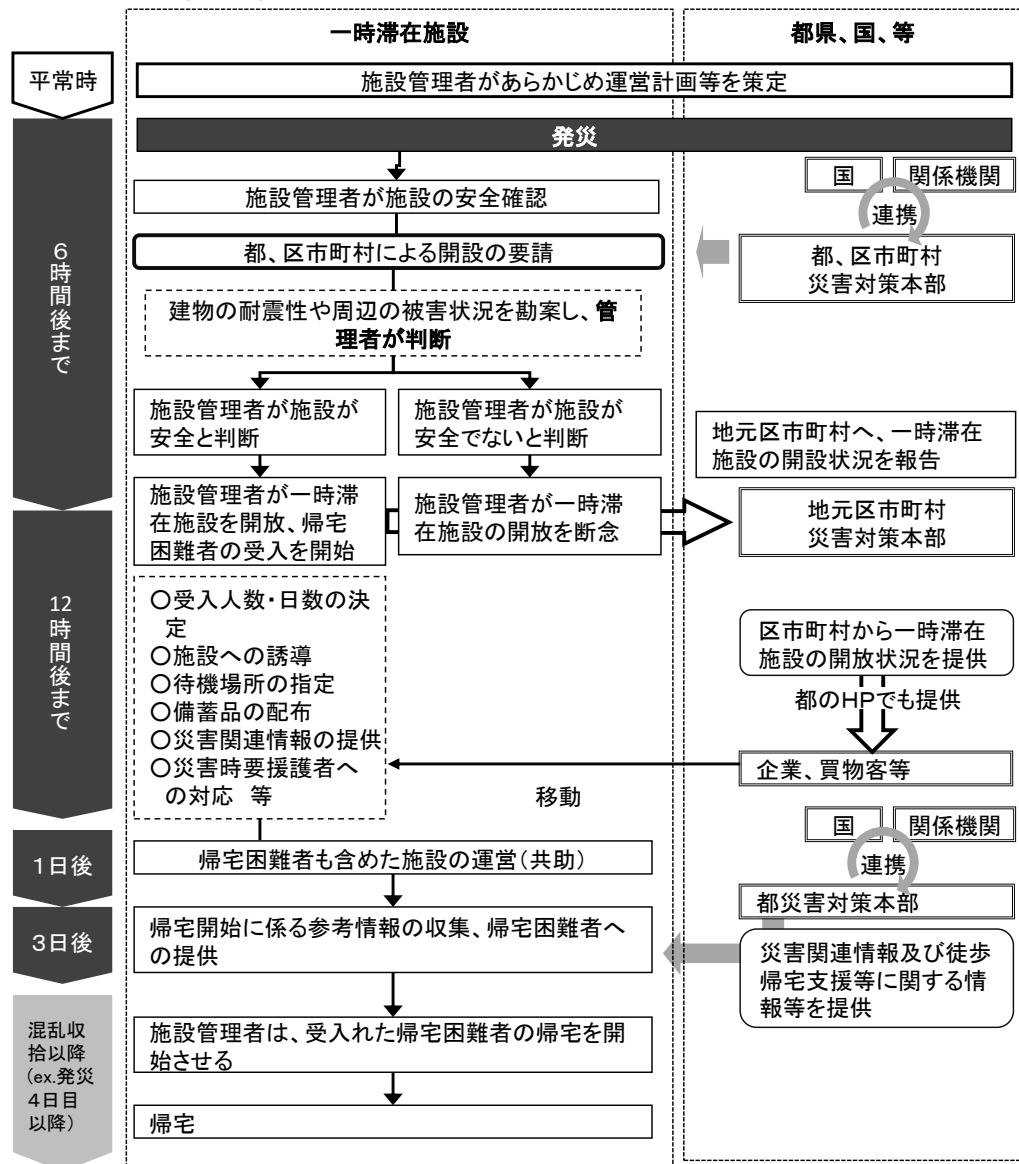 一時滞在施設
都県、国、等
平常時
施設管理者があらかじめ運営計画等を策定
発災
６時間後まで
施設管理者が施設の安全確認
国
関係機関
連携
都、区市町村による開設の要請
都、区市町村
災害対策本部
建物の耐震性や周辺の被害状況を勘案し、管
理者が判断
施設管理者が施設が
安全と判断
施設管理者が施設が
安全でないと判断
地元区市町村へ、一時滞在
施設の開設状況を報告
施設管理者が一時滞
在施設を開放、帰宅
困難者の受入を開始
施設管理者が一時滞
在施設の開放を断念
地元区市町村
災害対策本部
12時間後まで
○受入人数・日数の決
定
○施設への誘導
○待機場所の指定
○備蓄品の配布
○災害関連情報の提供
○災害時要援護者へ
の対応　等
区市町村から一時滞在
施設の開放状況を提供
都のHPでも提供
企業、買物客等
移動
国
関係機関
連携
１日後
帰宅困難者も含めた施設の運営（共助）
都災害対策本部
３日後
帰宅開始に係る参考情報の収集、帰宅困難者へ
の提供
災害関連情報及び徒歩
帰宅支援等に関する情
報等を提供
混乱収
拾以降
（ex.発災
４日目
以降）
施設管理者は、受入れた帰宅困難者の帰宅を開
始させる
帰宅